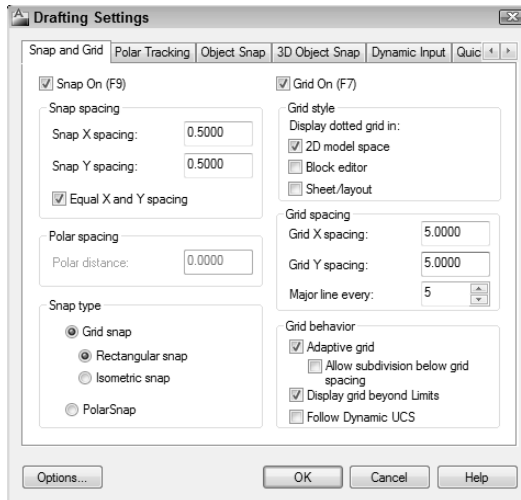 Drafting Settings
Snap and Grid
Polar Tracking
Object Snap
3D Object Snap
Dynamic Input
Quic
Snap On (F9)
Snap spacing
Snap X spacing: 0.5000
Snap Y spacing: 0.5000
Equal X and Y spacing
Polar spacing
Polar distance: 0.0000
Snap type
Grid snap
Rectangular snap
Isometric snap
PolarSnap
Grid On (F7)
Grid style
Display dotted grid in:
2D model space
Block editor
Sheet/layout
Grid spacing
Grid X spacing: 5.0000
Grid Y spacing: 5.0000
Major line every: 5
Grid behavior
Adaptive grid
Allow subdivision below grid
spacing
Display grid beyond Limits
Follow Dynamic UCS
Options...
OK
Cancel
Help